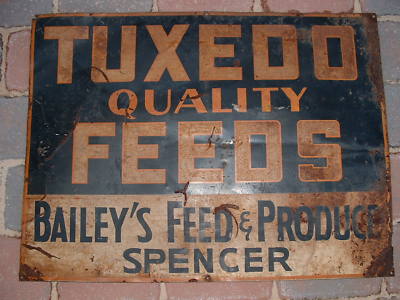 TUXEDO
QUALITY
FEEDS
BAILEY'S FEED & PRODUCE
SPENCER